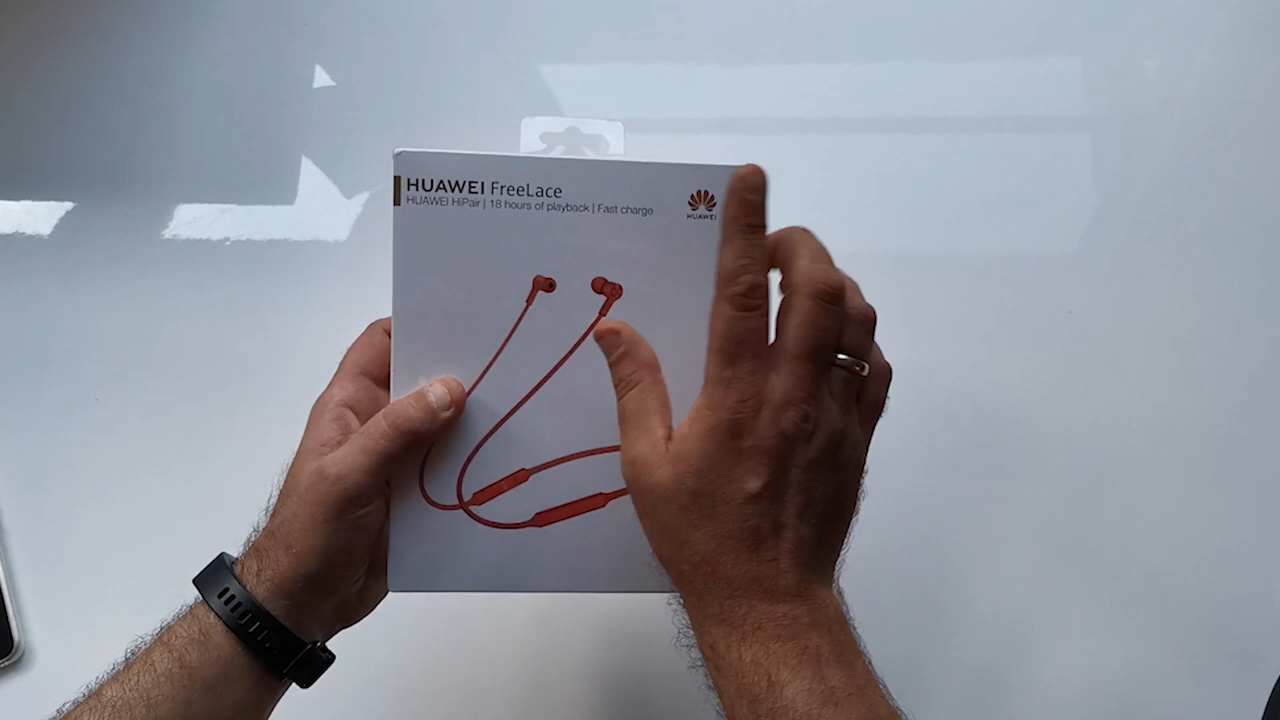 HUAWEI FreeLace
HUAWEI HiPair | 18 hours of playback | Fast charge
HUAWEI